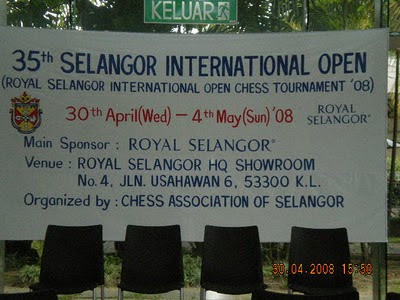 KELUAR
35th SELANGOR INTERNATIONAL OPEN
(ROYAL SELANGOR INTERNATIONAL OPEN CHESS TOURNAMENT '08)
30th April(Wed) – 4th May(Sun) '08
ROYAL
SELANGOR®
Main Sponsor : ROYAL SELANGOR®
Venue : ROYAL SELANGOR HQ SHOWROOM
No.4, JLN. USAHAWAN 6, 53300 K.L.
Organized by : CHESS ASSOCIATION OF SELANGOR
30.04.2008 15:50